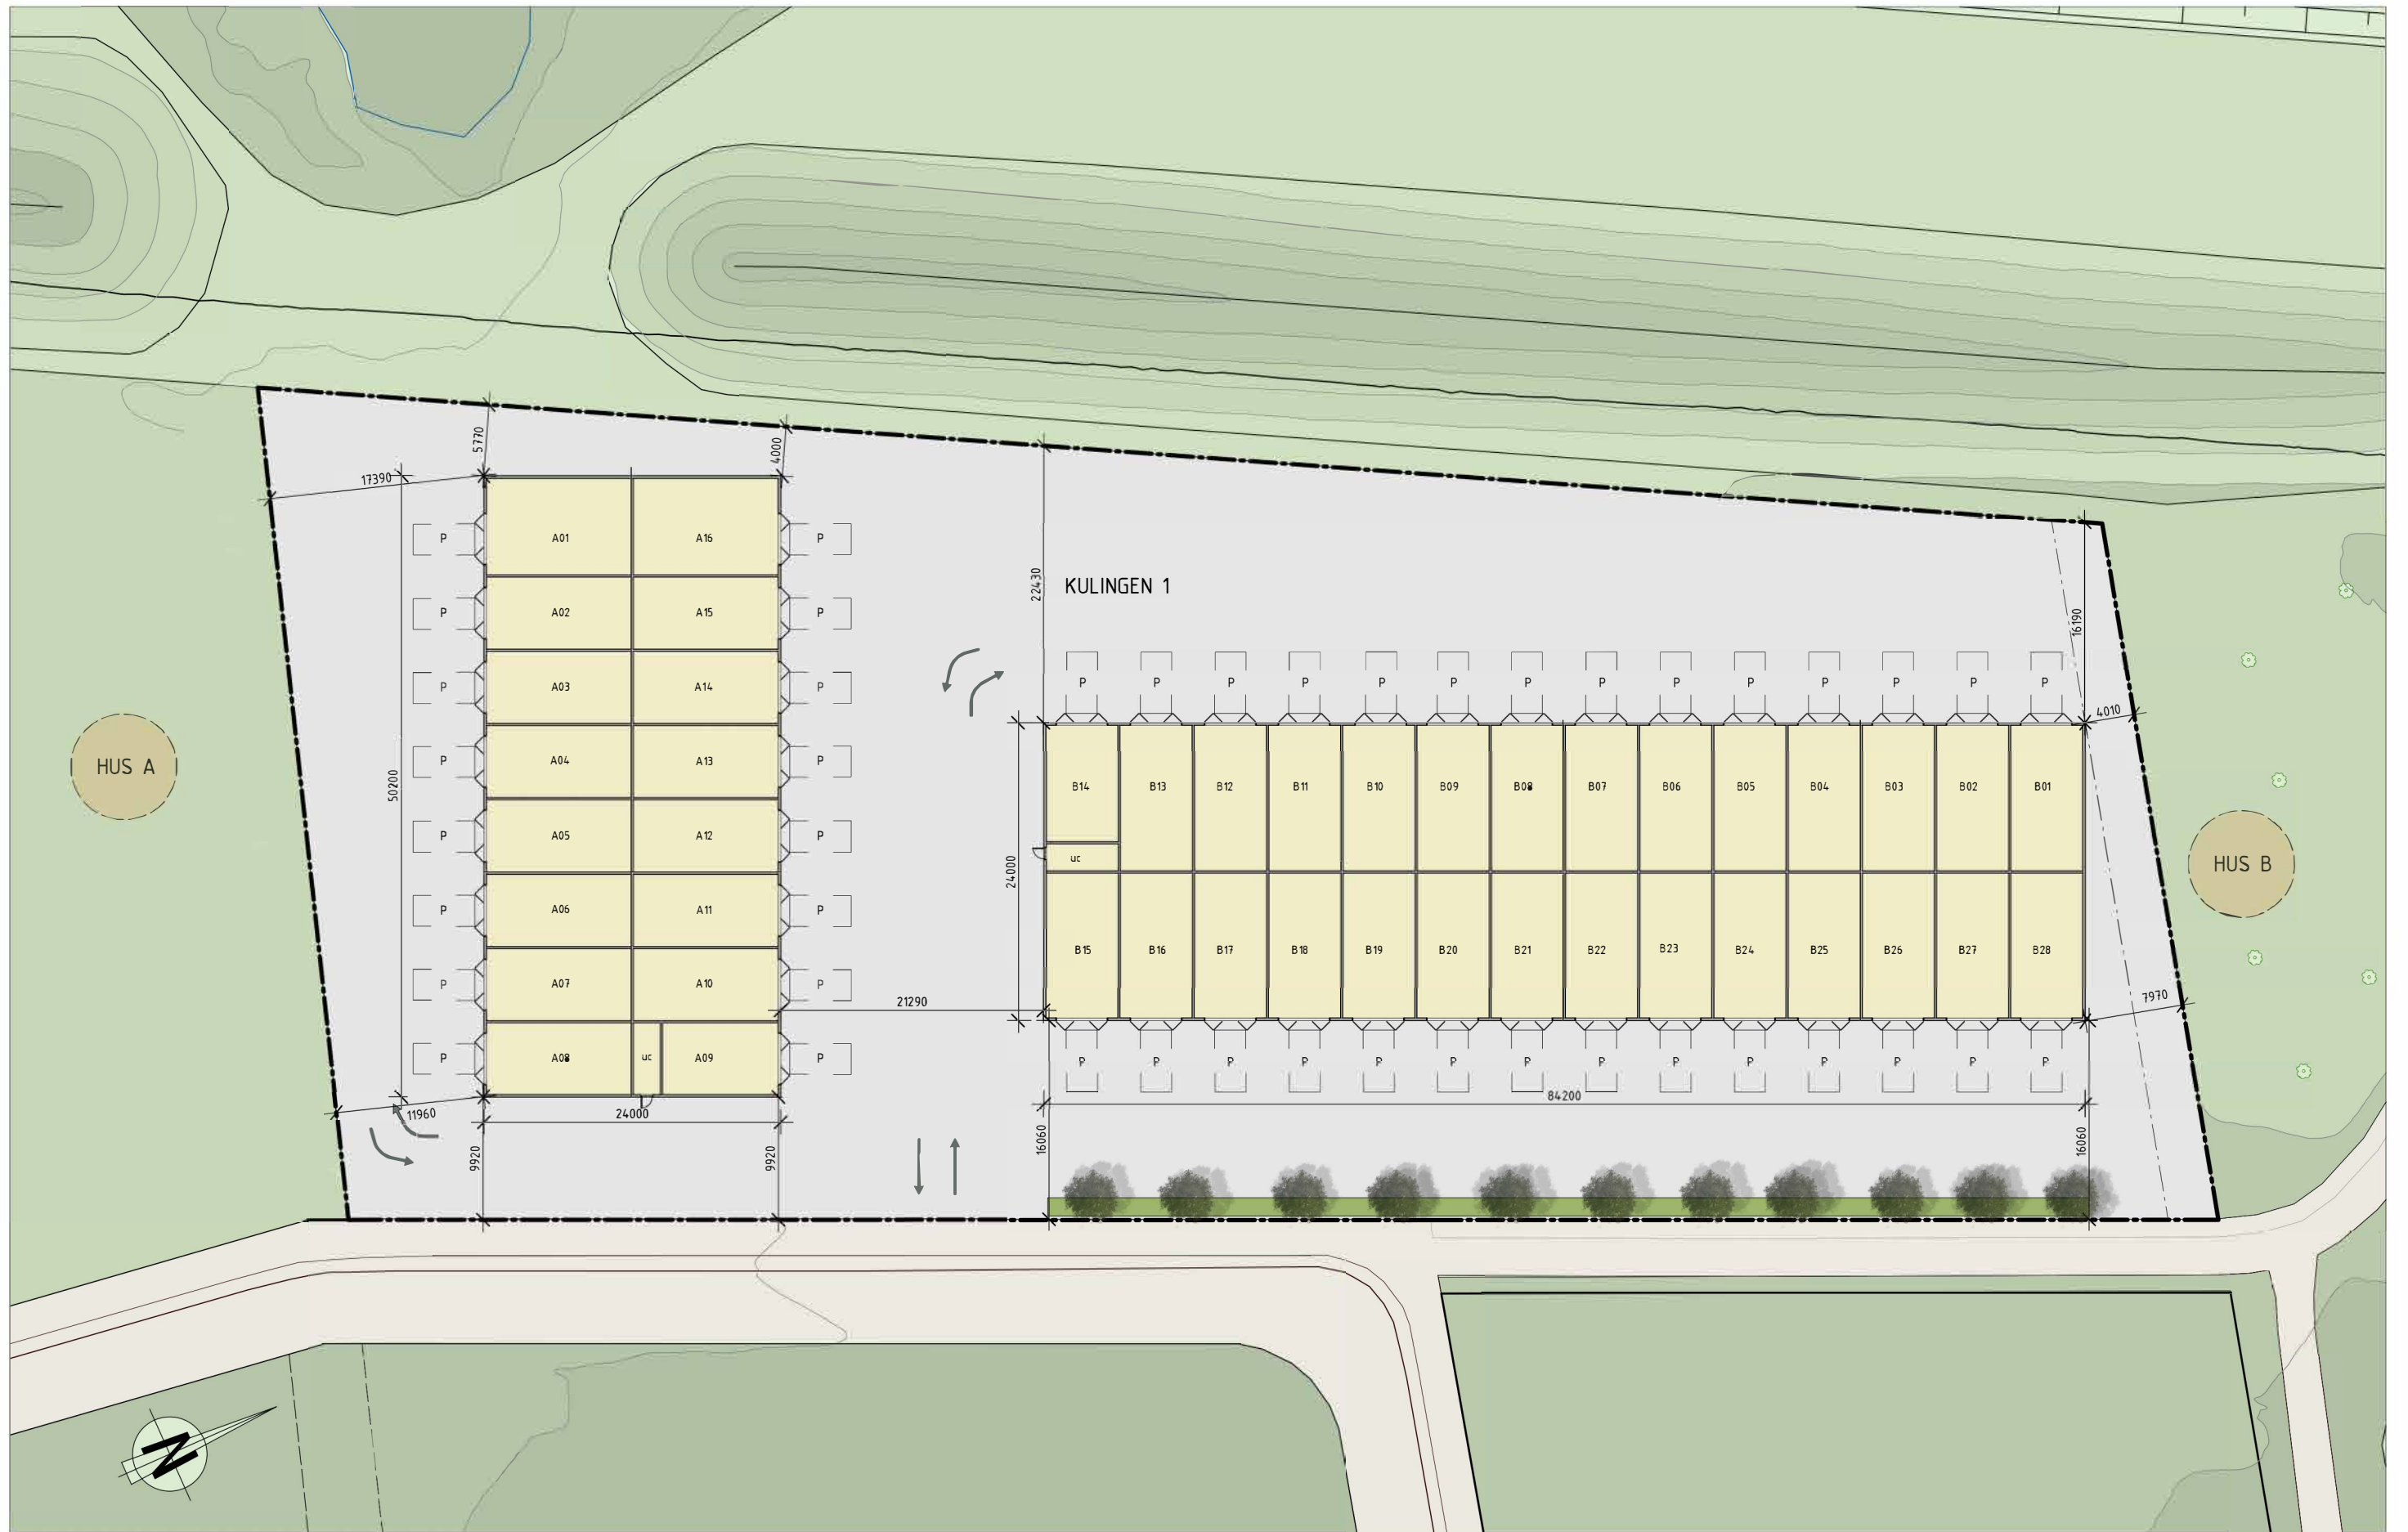 5770
4000
17390
22430
KULINGEN 1
16190
4010
P
A01
A16
P
P
A02
A15
P
P
A03
A14
P
P
A04
A13
P
P
A05
A12
P
P
A06
A11
P
P
A07
A10
P
P
A08
uc
A09
P
50200
HUS A
11960
24000
9920
9920
21290
24000
P P P P P P P P P P P P P P
B14 B13 B12 B11 B10 B09 B08 B07 B06 B05 B04 B03 B02 B01
uc
B15 B16 B17 B18 B19 B20 B21 B22 B23 B24 B25 B26 B27 B28
P P P P P P P P P P P P P P
HUS B
7970
84200
16060
16060
N